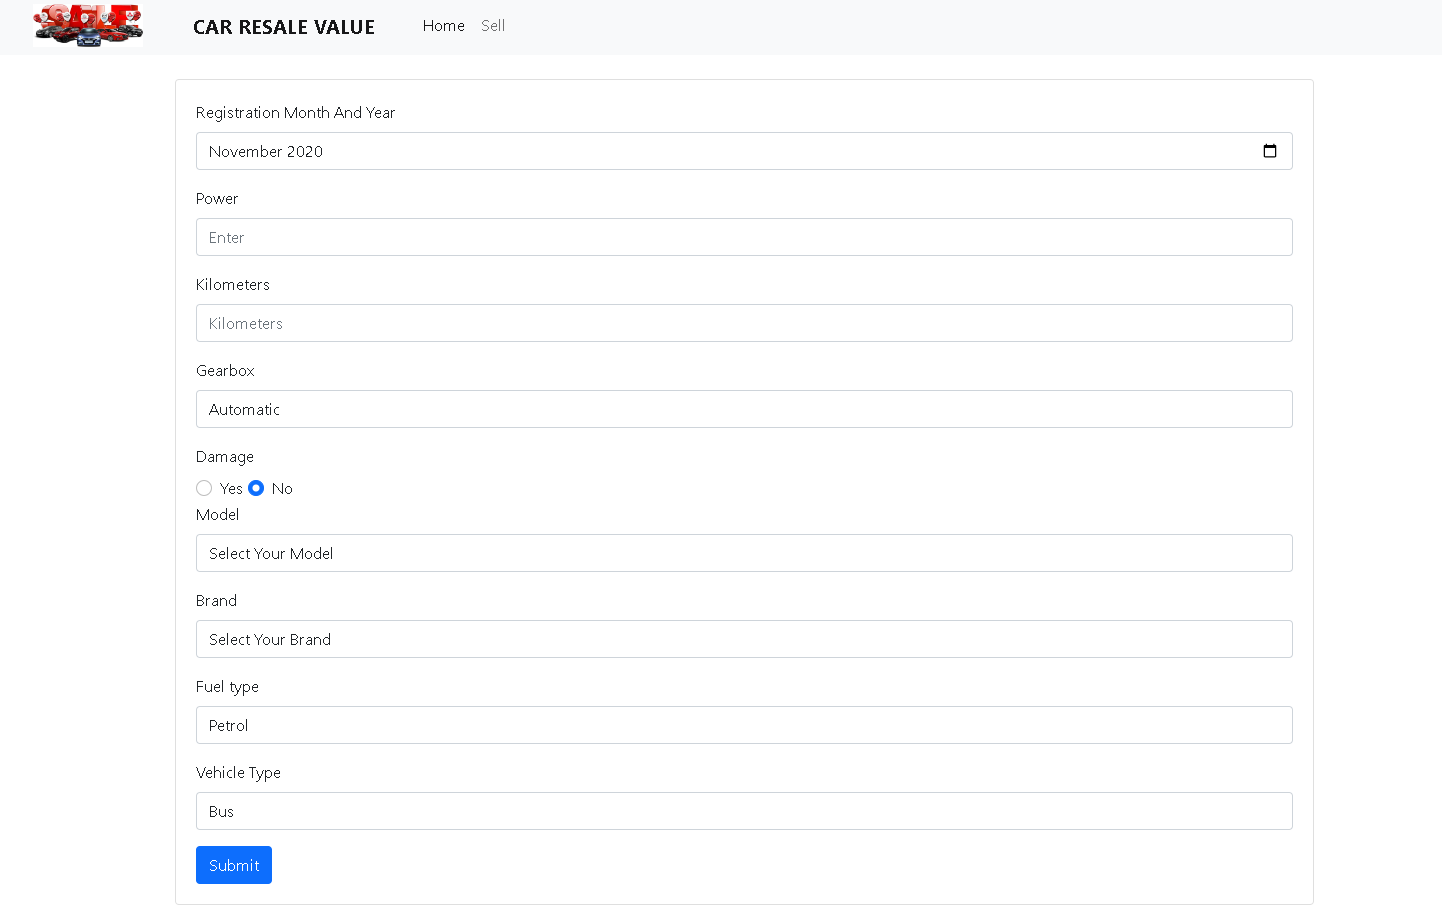 SALE
CAR RESALE VALUE Home Sell
Registration Month And Year
November 2020
Power
Enter
Kilometers
Kilometers
Gearbox
Automatic
Damage
Yes No
Model
Select Your Model
Brand
Select Your Brand
Fuel type
Petrol
Vehicle Type
Bus
Submit